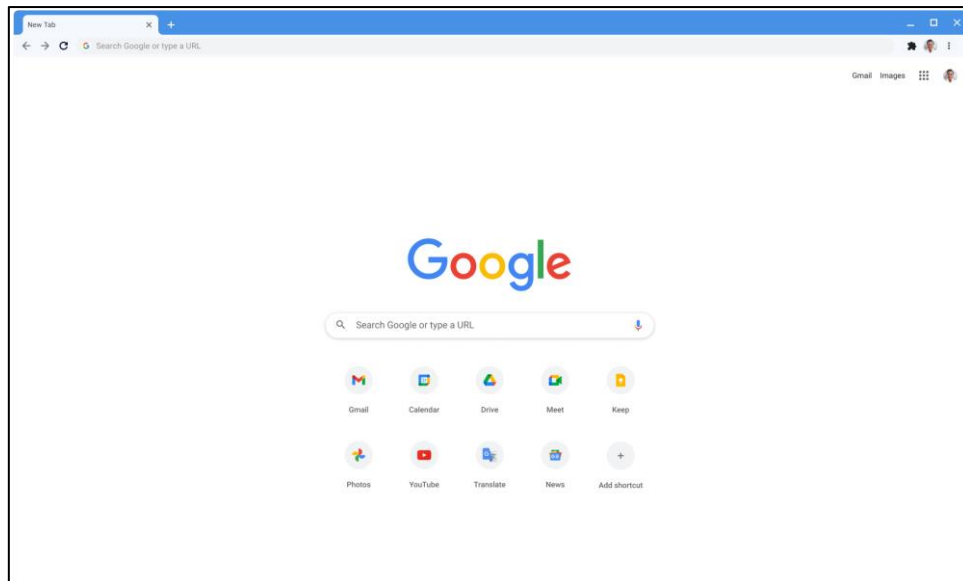 New Tab
Search Google or type a URL
Gmail Images
Google
Search Google or type a URL
Gmail Calendar Drive Meet Keep
Photos YouTube Translate News Add shortcut